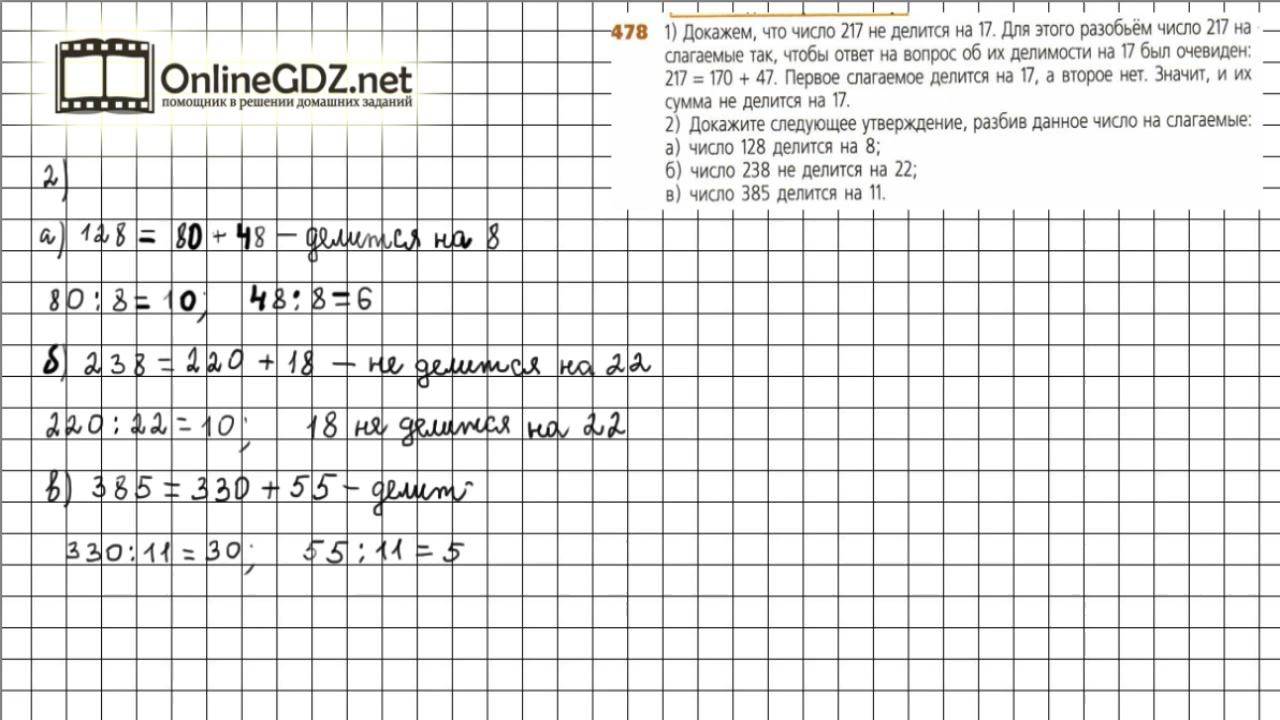 OnlineGDZ.net
помощник в решении домашних заданий
478 1) Докажем, что число 217 не делится на 17. Для этого разобьём число 217 на
слагаемые так, чтобы ответ на вопрос об их делимости на 17 был очевиден:
217 = 170 + 47. Первое слагаемое делится на 17, а второе нет. Значит, и их
сумма не делится на 17.
2) Докажите следующее утверждение, разбив данное число на слагаемые:
а) число 128 делится на 8;
б) число 238 не делится на 22;
в) число 385 делится на 11.
2)
а) 128 = 80 + 48 – делится на 8
80 : 8 = 10; 48 : 8 = 6
б) 238 = 220 + 18 – не делится на 22
220 : 22 = 10; 18 не делится на 22
в) 385 = 330 + 55 – делит
330 : 11 = 30; 55 : 11 = 5